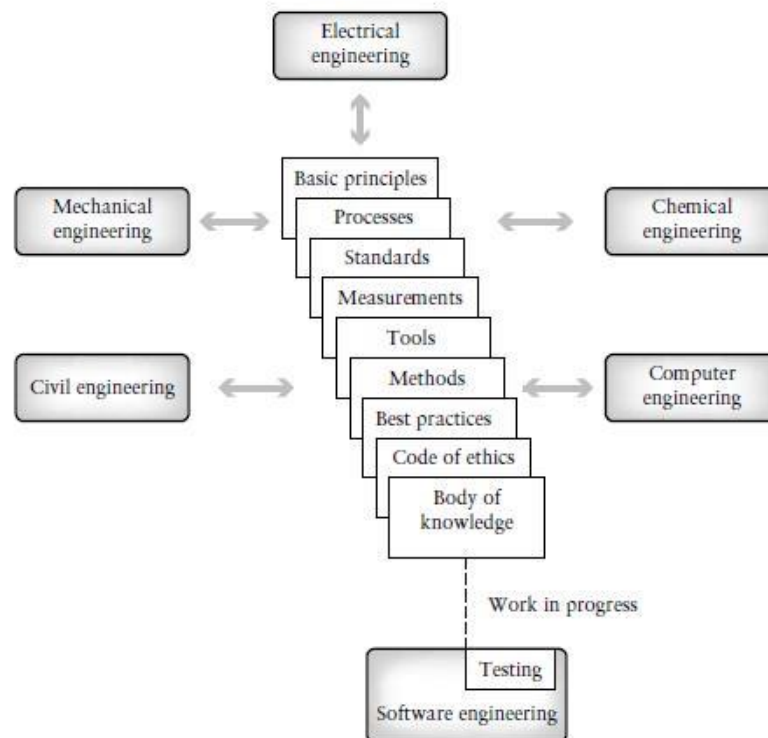 Electrical
engineering
Basic principles
Mechanical
engineering
Processes
Chemical
engineering
Standards
Measurements
Tools
Civil engineering
Methods
Computer
engineering
Best practices
Code of ethics
Body of
knowledge
Work in progress
Testing
Software engineering